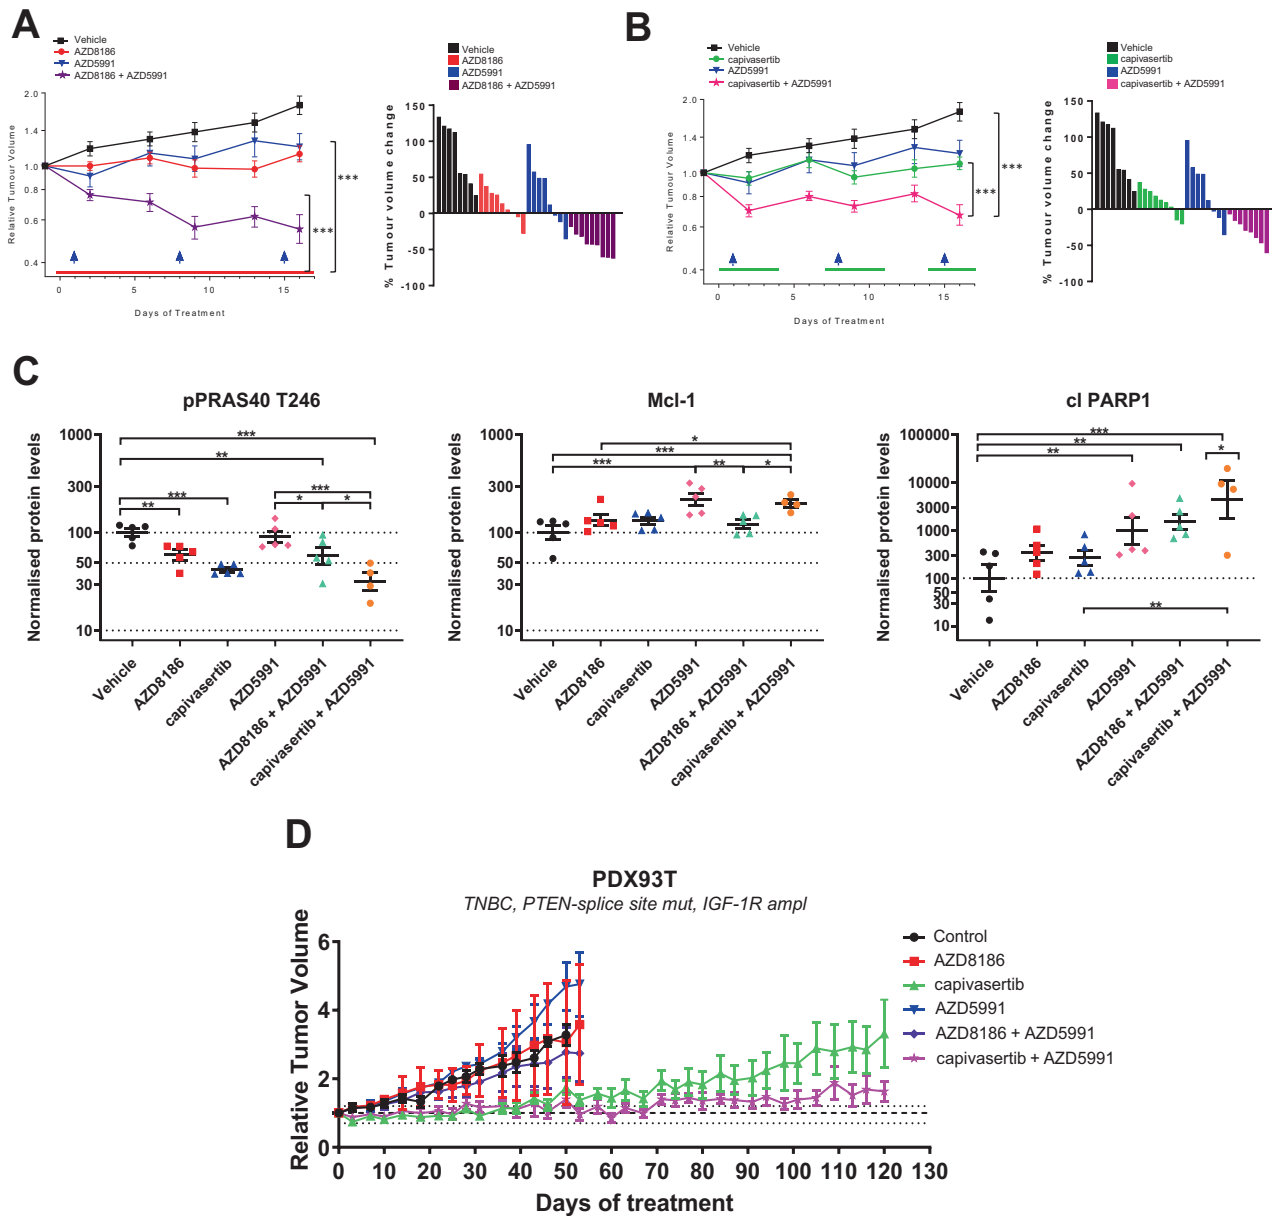 A
Vehicle
AZD8186
AZD5991
AZD8186 + AZD5991
Relative Tumour Volume
2.0
1.4
1.0
0.8
0.6
0.4
***
***
0
5
10
15
Days of Treatment
Vehicle
AZD8186
AZD5991
AZD8186 + AZD5991
% Tumour volume change
150
100
50
0
-50
-100
B
Vehicle
capivasertib
AZD5991
capivasertib + AZD5991
Relative Tumour Volume
2.0
1.4
1.0
0.8
0.6
0.4
***
***
0
5
10
15
Days of Treatment
Vehicle
capivasertib
AZD5991
capivasertib + AZD5991
% Tumour volume change
150
100
50
0
-50
-100
C
pPRAS40 T246
Normalised protein levels
1000
300
100
50
30
10
***
**
***
**
***
*
*
Vehicle
AZD8186
capivasertib
AZD5991
AZD8186 + AZD5991
capivasertib + AZD5991
Mcl-1
Normalised protein levels
1000
300
100
50
30
10
*
***
***
**
*
Vehicle
AZD8186
capivasertib
AZD5991
AZD8186 + AZD5991
capivasertib + AZD5991
cl PARP1
Normalised protein levels
100000
10000
1000
300
100
50
30
10
***
**
**
*
**
Vehicle
AZD8186
capivasertib
AZD5991
AZD8186 + AZD5991
capivasertib + AZD5991
D
PDX93T
TNBC, PTEN-splice site mut, IGF-1R ampl
Relative Tumor Volume
6
4
2
0
0 10 20 30 40 50 60 70 80 90 100 110 120 130
Days of treatment
Control
AZD8186
capivasertib
AZD5991
AZD8186 + AZD5991
capivasertib + AZD5991